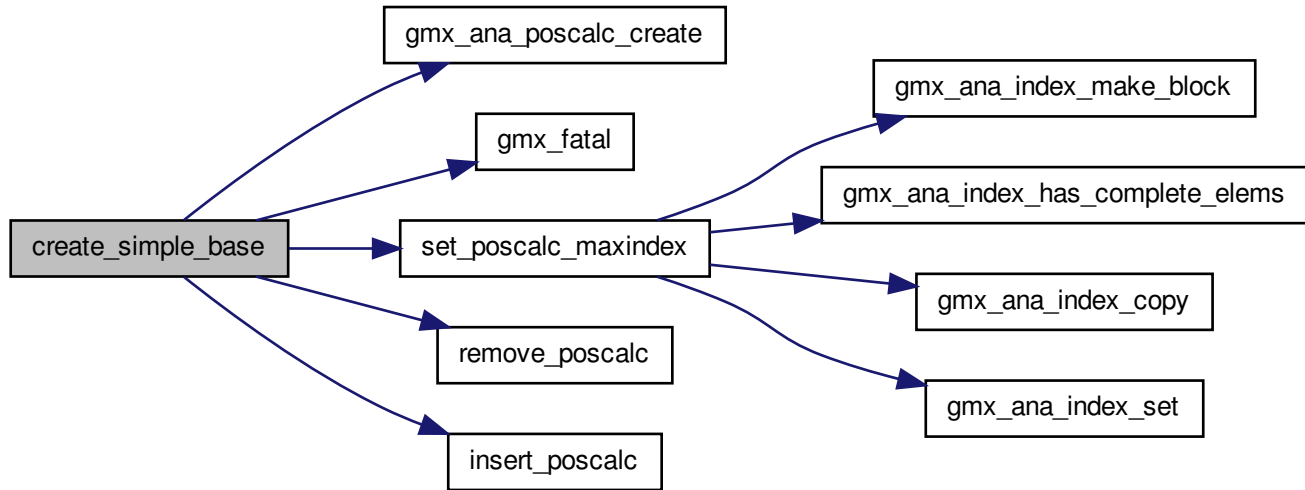 gmx_ana_poscalc_create
gmx_ana_index_make_block
gmx_fatal
gmx_ana_index_has_complete_elems
create_simple_base
set_poscalc_maxindex
gmx_ana_index_copy
remove_poscalc
gmx_ana_index_set
insert_poscalc